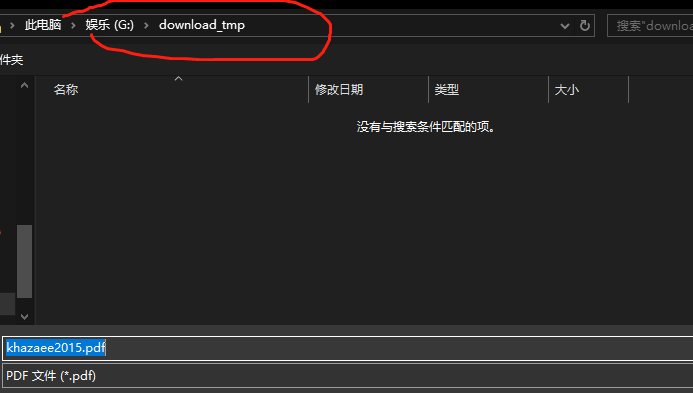 此电脑 › 娱乐 (G:) › download_tmp
搜索"downloa
件夹
名称 修改日期 类型 大小
没有与搜索条件匹配的项。
khazaee2015.pdf
PDF 文件 (*.pdf)